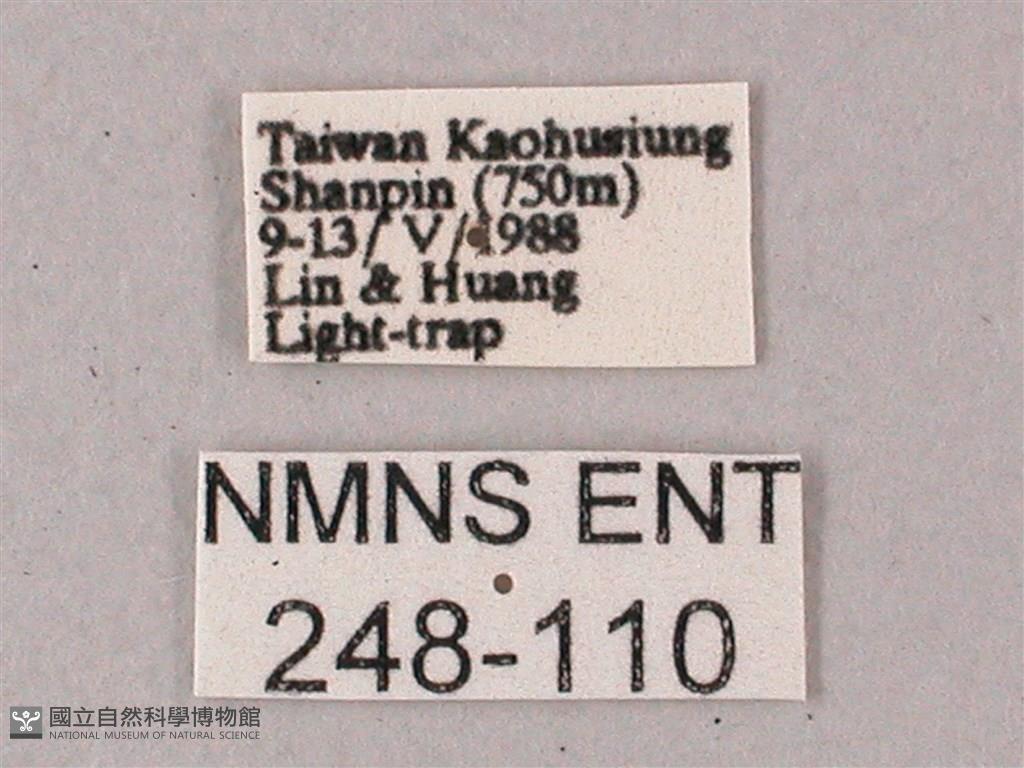 Taiwan Kaohusiung
Shanpin (750m)
9-13/ V/1988
Lin & Huang
Light-trap
NMNS ENT
248-110
國立自然科學博物館
NATIONAL MUSEUM OF NATURAL SCIENCE